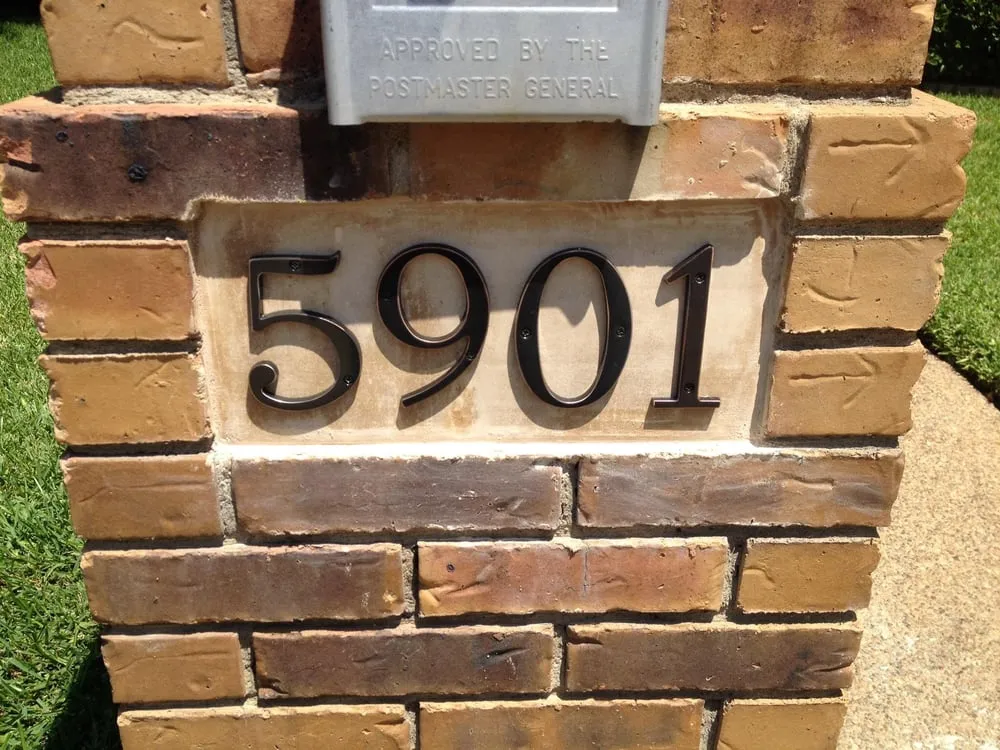 APPROVED BY THE
POSTMASTER GENERAL
5901